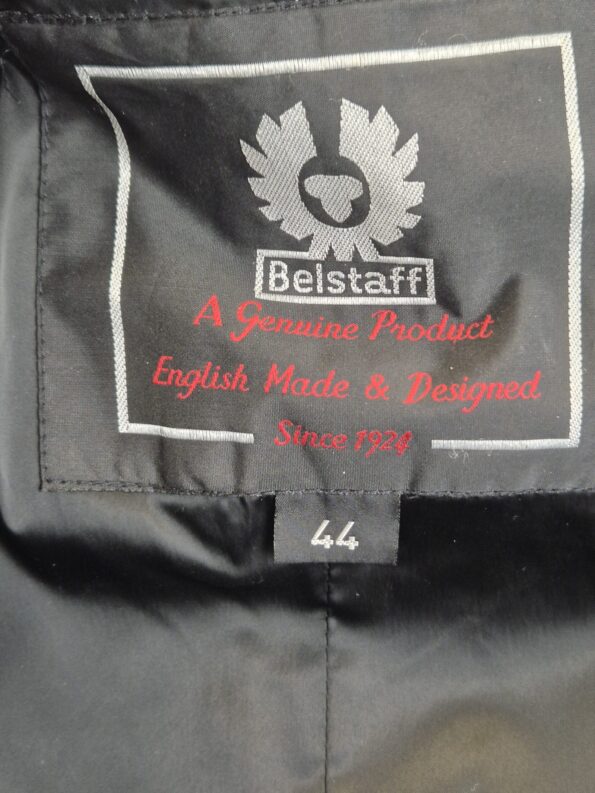 Belstaff
A Genuine Product
English Made & Designed
Since 1924
44